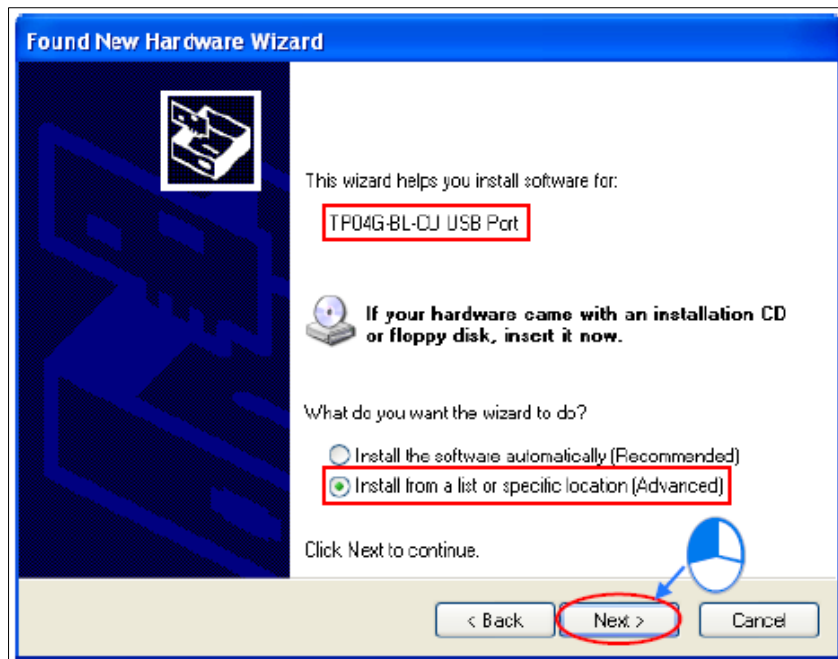 Found New Hardware Wizard
This wizard helps you install software for:
TP04G-BL-CU USB Port
If your hardware came with an installation CD
or floppy disk, insert it now.
What do you want the wizard to do?
Install the software automatically (Recommended)
Install from a list or specific location (Advanced)
Click Next to continue.
< Back
Next >
Cancel